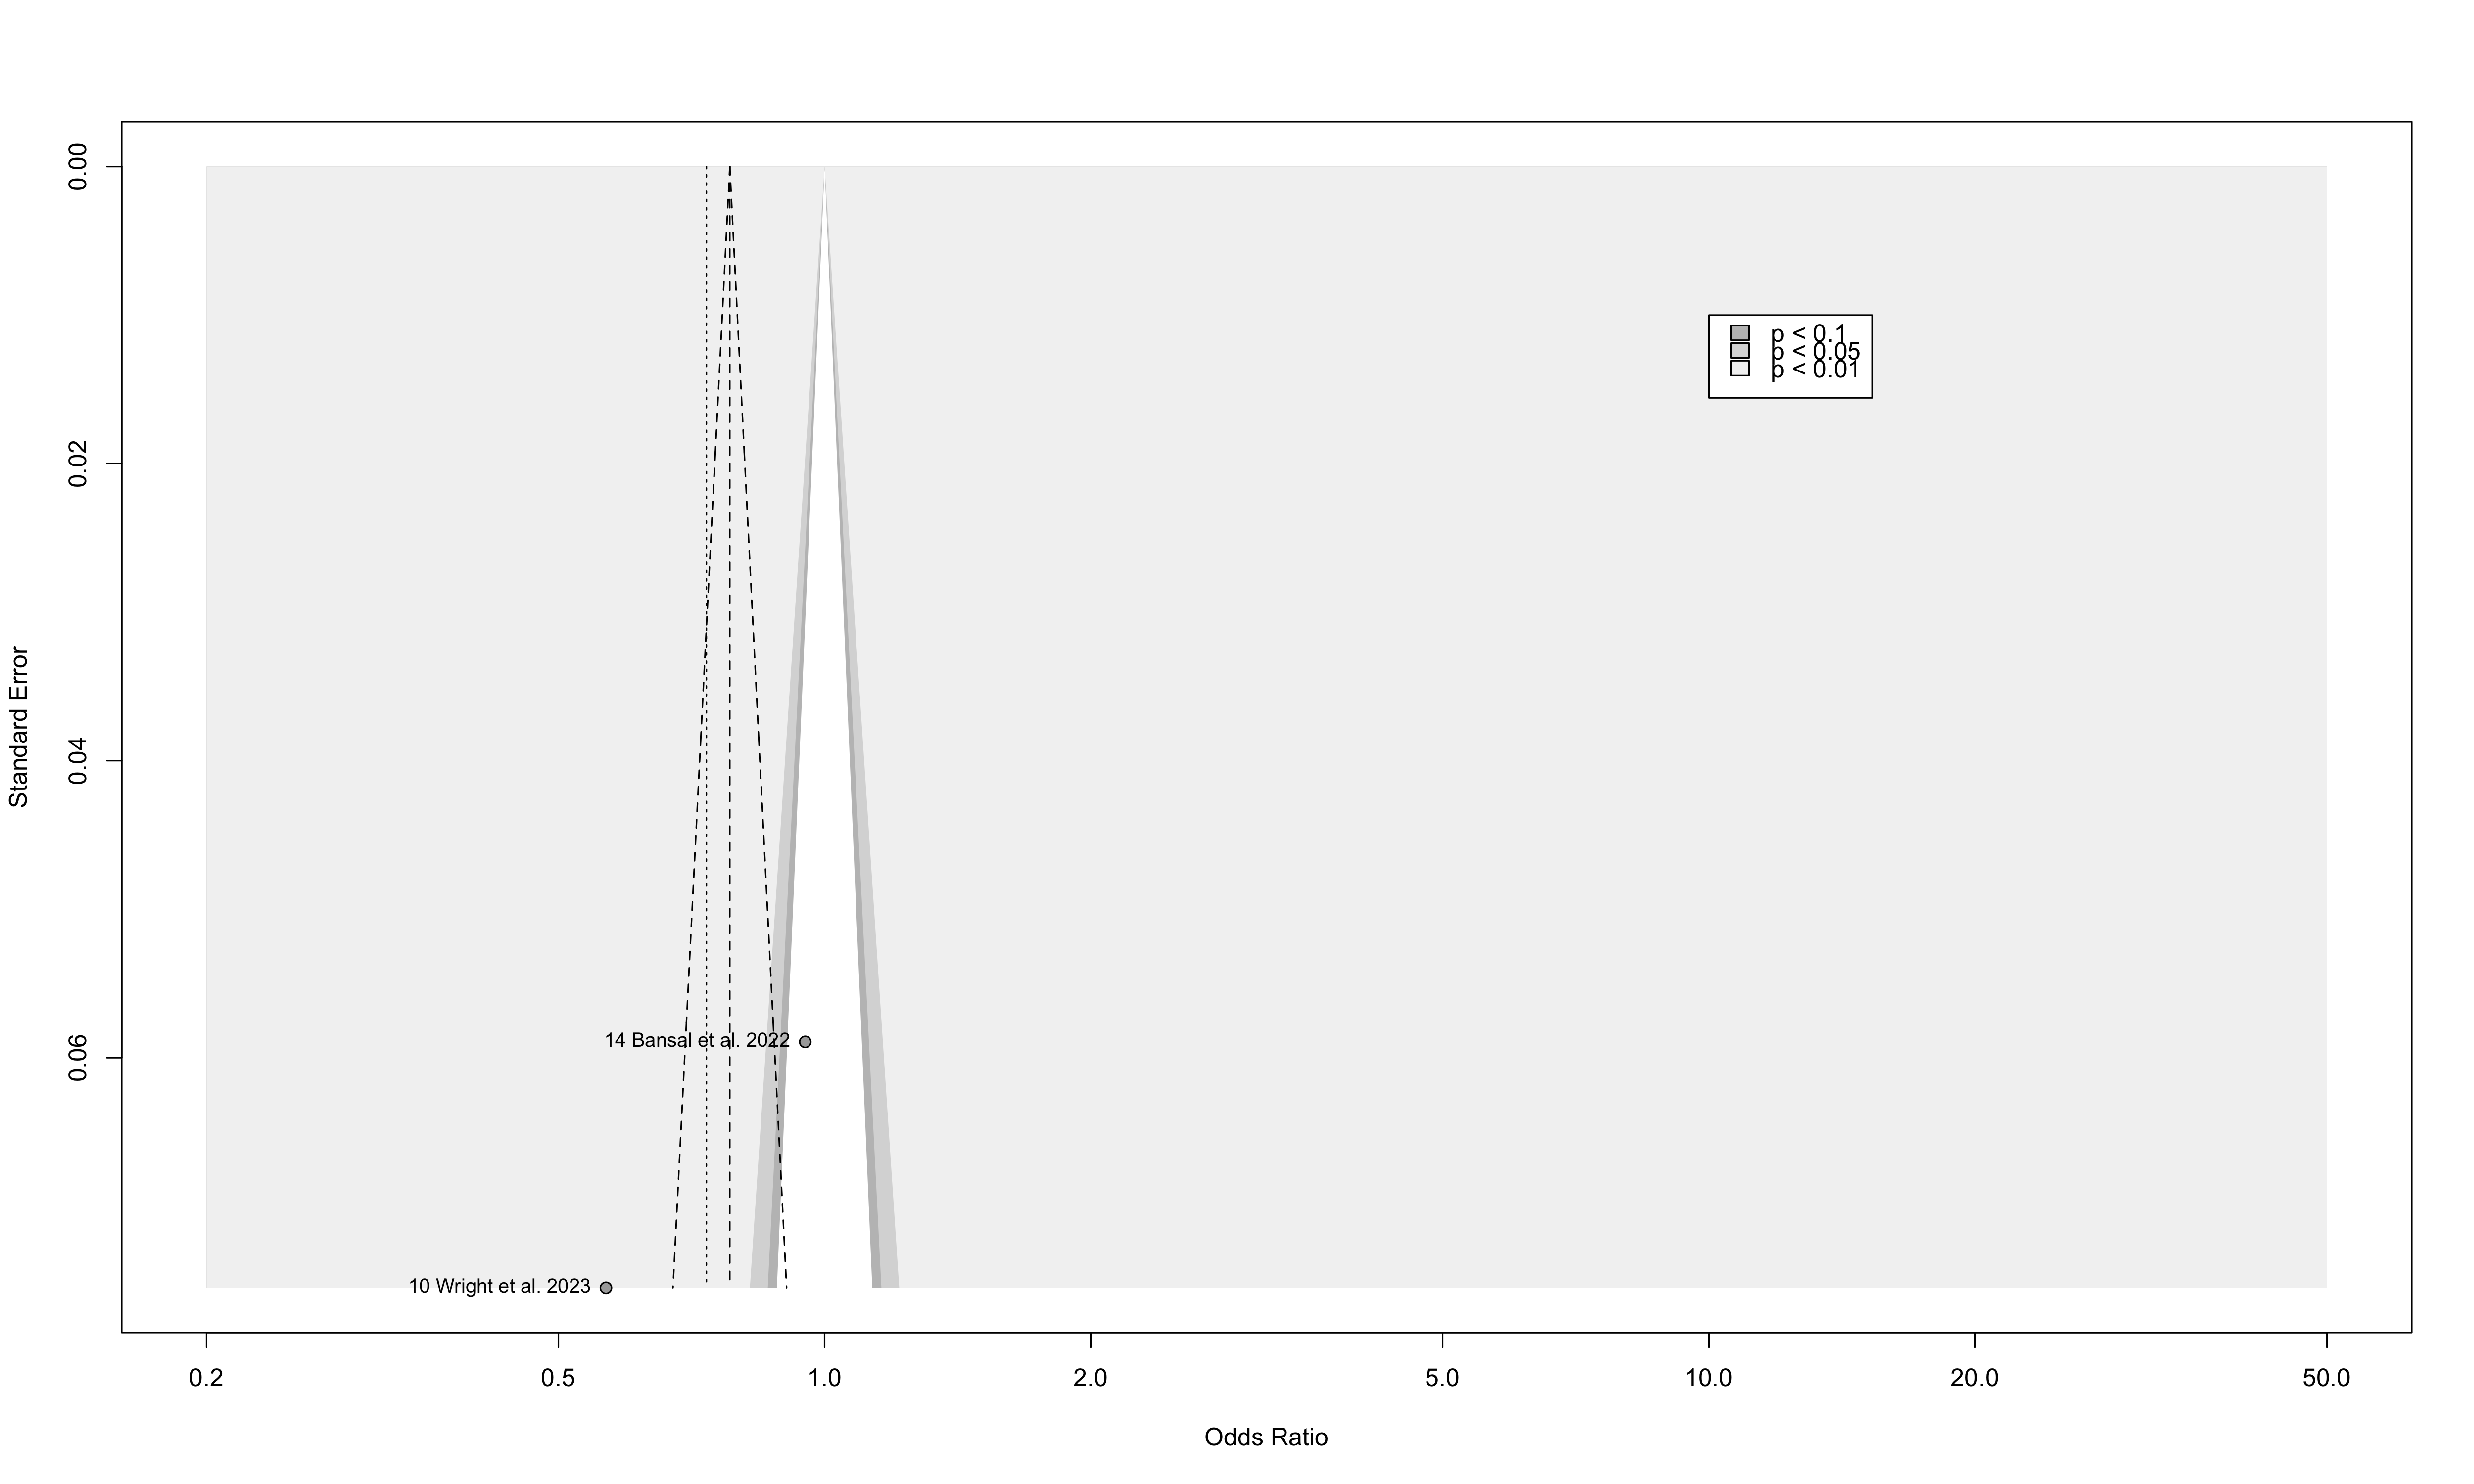 0.00
0.02
0.04
0.06
Standard Error
p < 0.1
p < 0.05
p < 0.01
14 Bansal et al. 2022
10 Wright et al. 2023
0.2 0.5 1.0 2.0 5.0 10.0 20.0 50.0
Odds Ratio